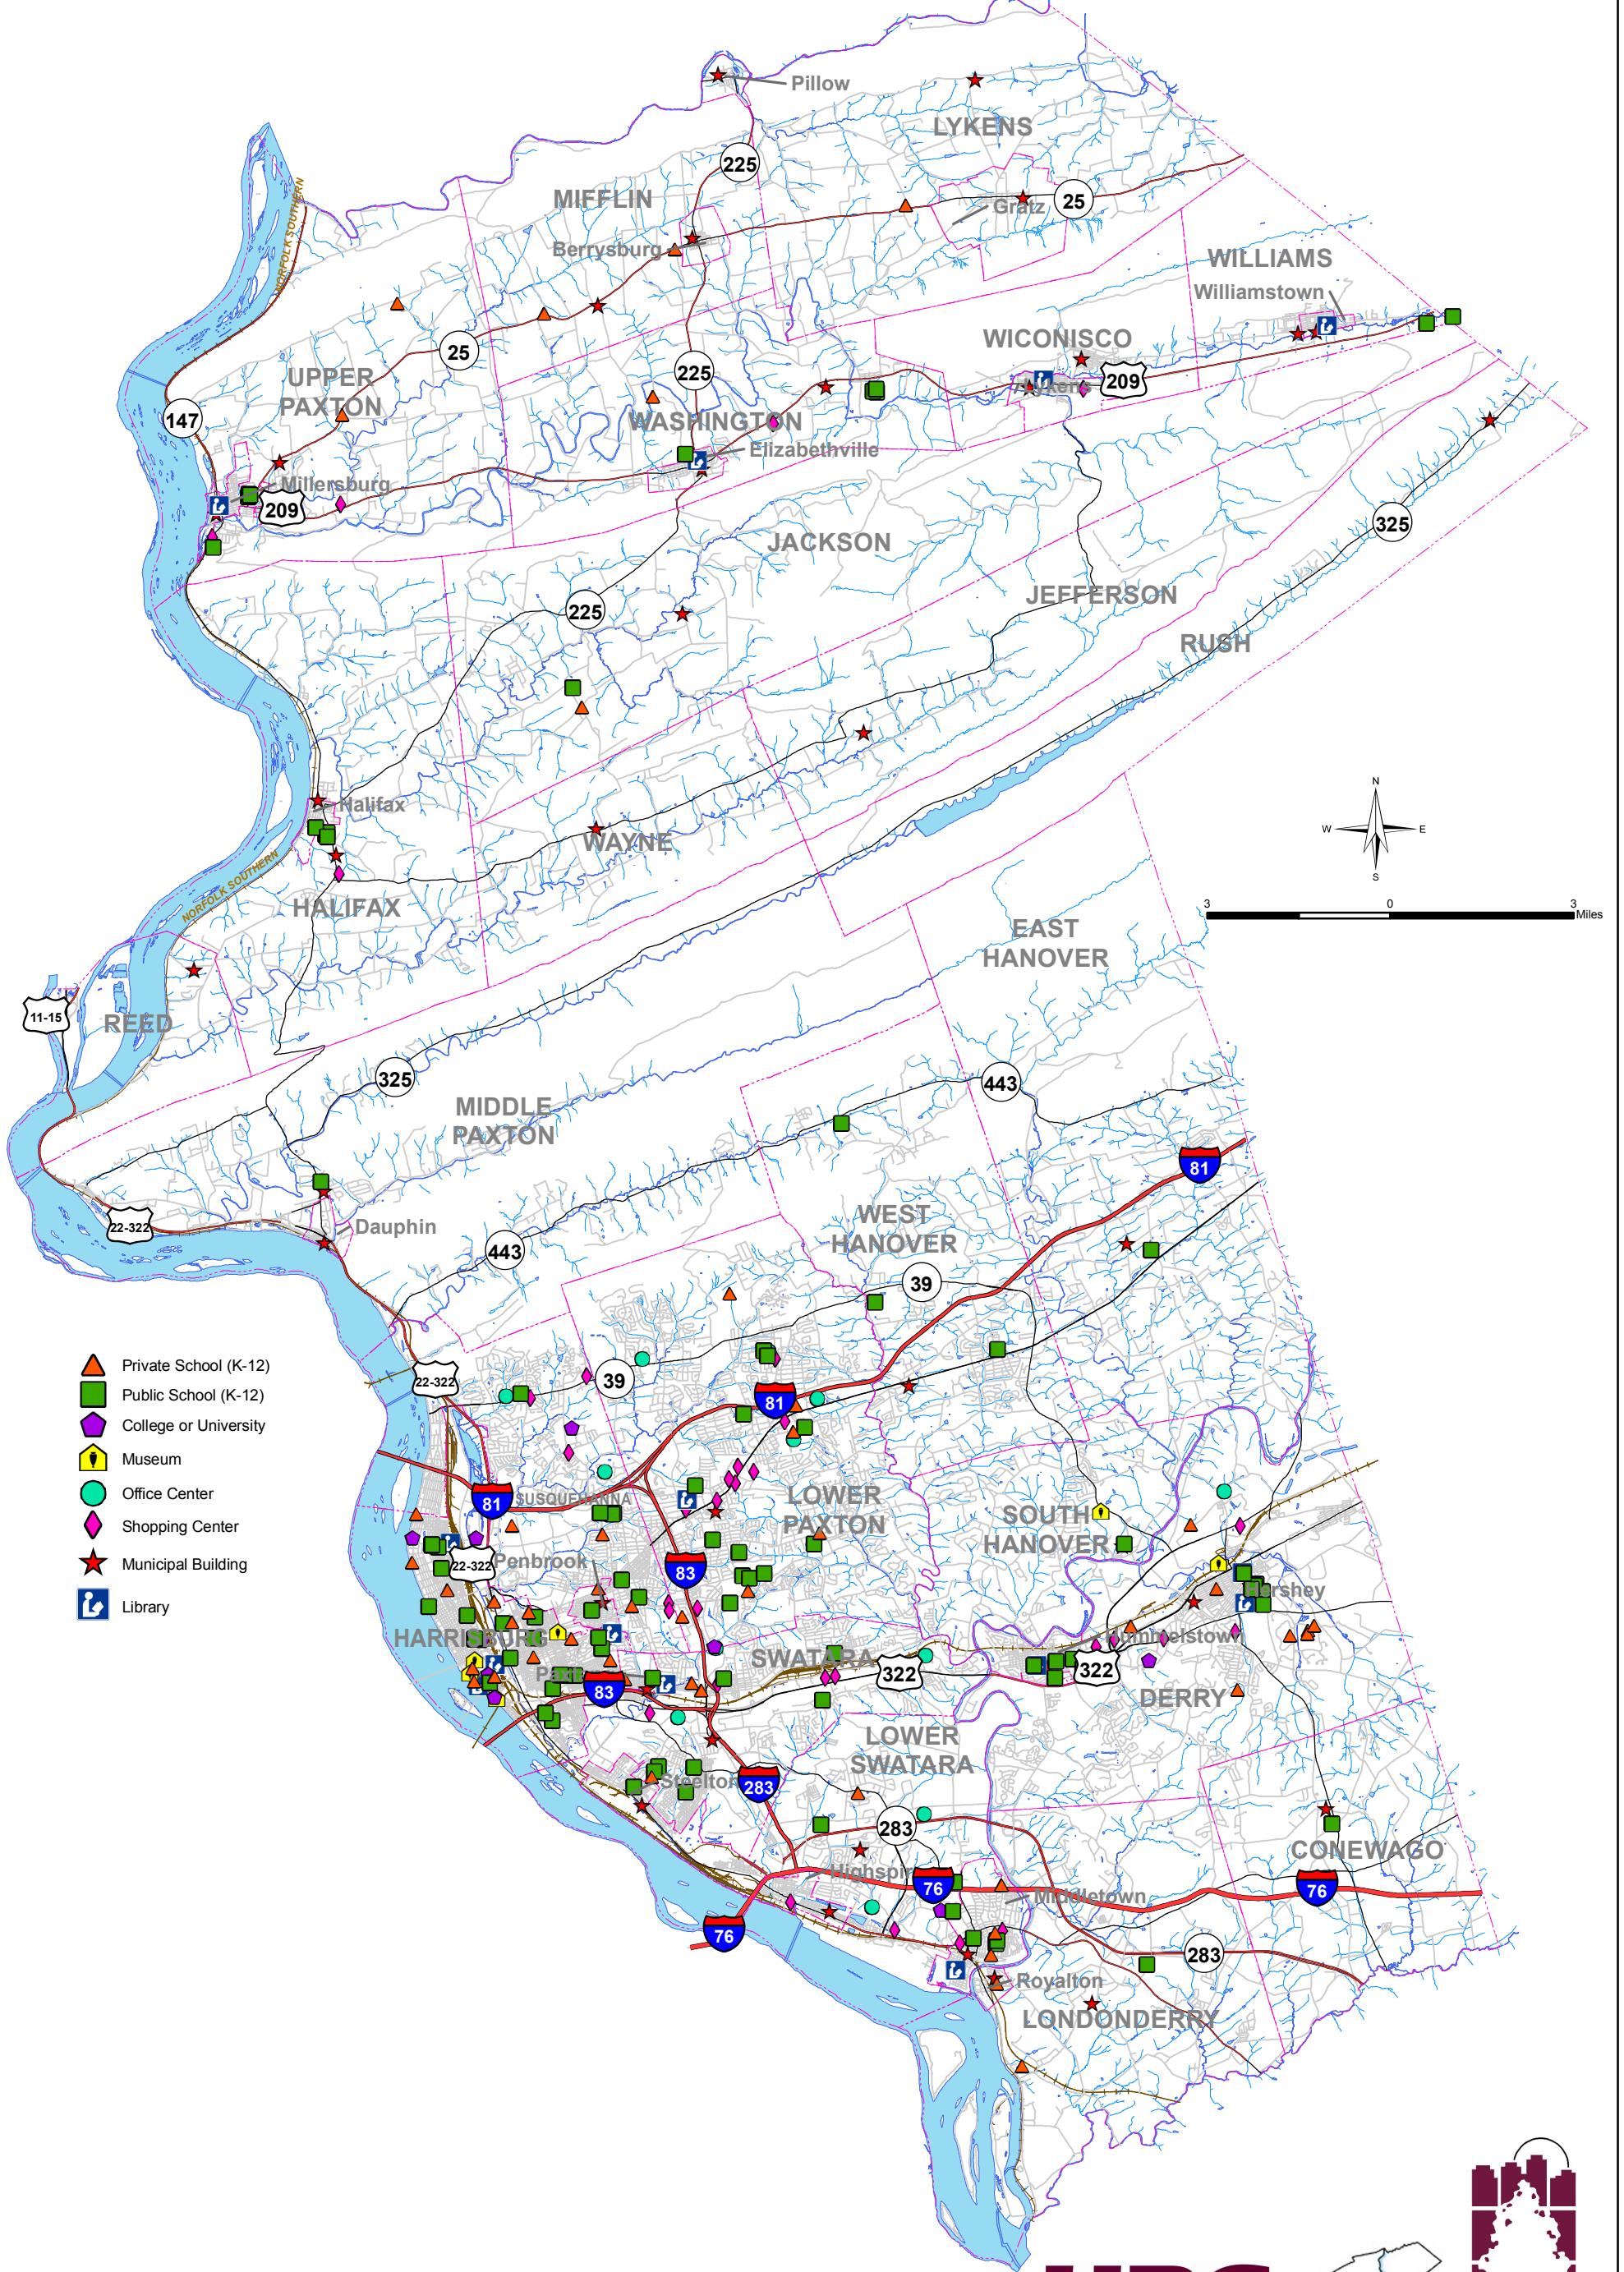 Pillow
LYKENS
225
MIFFLIN
25
Gratz
NORFOLK SOUTHERN
Berrysburg
WILLIAMS
Williamstown
WICONISCO
25
209
225
UPPER
PAXTON
147
WASHINGTON
Elizabethville
Millersburg
209
325
JACKSON
JEFFERSON
225
RUSH
N
W
E
S
Halifax
WAYNE
NORFOLK SOUTHERN
HALIFAX
3
0
3
Miles
EAST
HANOVER
11-15
REED
325
443
MIDDLE
PAXTON
81
22-322
Dauphin
WEST
HANOVER
443
39
Private School (K-12)
Public School (K-12)
College or University
Museum
Office Center
Shopping Center
Municipal Building
Library
22-322
39
81
81
SUSQUEHANNA
LOWER
PAXTON
SOUTH
HANOVER
22-322
Penbrook
83
Hershey
HARRISBURG
Hummelstown
SWATARA
322
322
83
DERRY
LOWER
SWATARA
Steelton
283
283
CONEWAGO
Highspire
76
76
Middletown
76
283
Royalton
LONDONDERRY